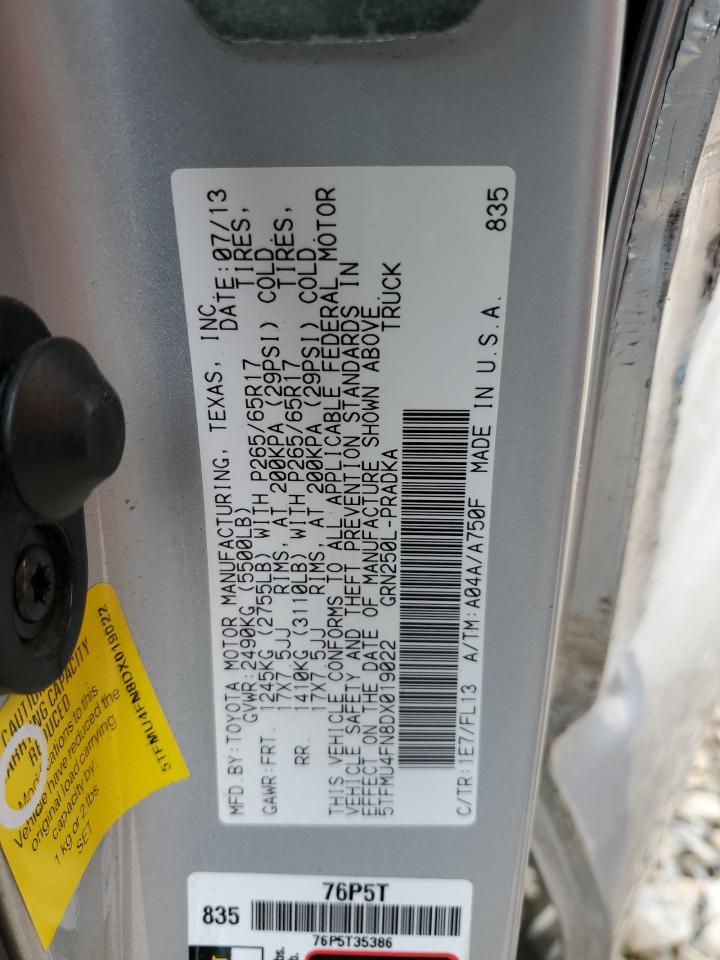 MFD.BY:TOYOTA MOTOR MANUFACTURING, TEXAS, INC.
GVWR:2490KG (5500LB) DATE:07/13
GAWR:FRT. 1245KG (2755LB) WITH P265/65R17 TIRES,
17X7.5JJ RIMS, AT 200KPA (29PSI) COLD.
RR. 1410KG (3110LB) WITH P265/65R17 TIRES,
17X7.5JJ RIMS, AT 200KPA (29PSI) COLD
THIS VEHICLE CONFORMS TO ALL APPLICABLE FEDERAL MOTOR
VEHICLE SAFETY AND THEFT PREVENTION STANDARDS IN
EFFECT ON THE DATE OF MANUFACTURE SHOWN ABOVE.
5TFMU4FN8DX019022 GRN250L-PRADKA TRUCK
C/TR:1E7/FL13 A/TM:A04A/A750F MADE IN U.S.A. 835
5TFMU4FN8DX019022
CAUTION
CAPACITY
REDUCED
to this
Vehicle have reduced the
original load carrying
capacity by:
1 kg or 2 lbs
SET
76P5T
835
76P5T35386
lbs.